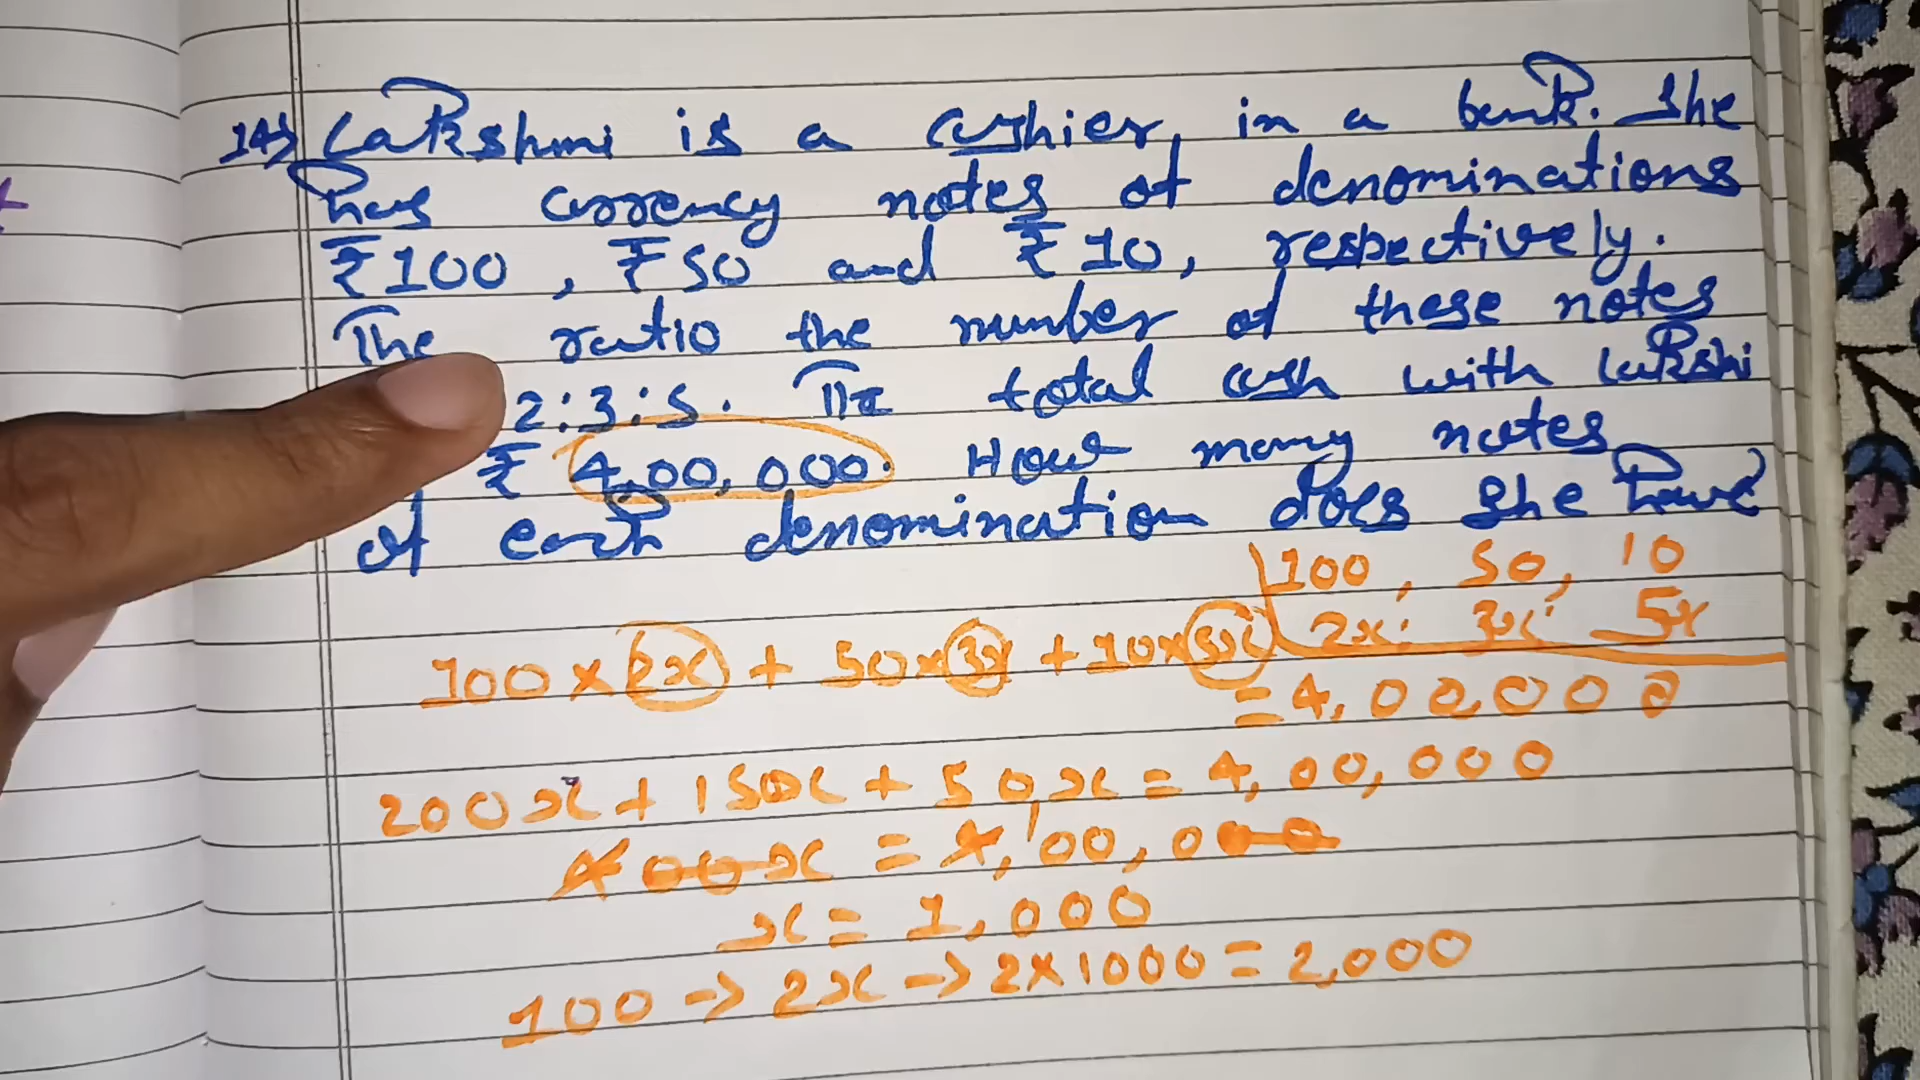 14) Lakshmi is a cashier in a bank. She
has currency notes of denominations
₹100, ₹50 and ₹10, respectively.
The ratio the number of these notes
2:3:5. The total cash with Lakshi
₹ 4,00,000. How many notes
of each denomination does she have
100, 50, 10
2x: 3x: 5x
100×2x + 50×3x +10×5x
=4,00,000
200x+150x+50x=4,00,000
400x=4,00,000
x=1,000
100->2x->2×1000=2,000